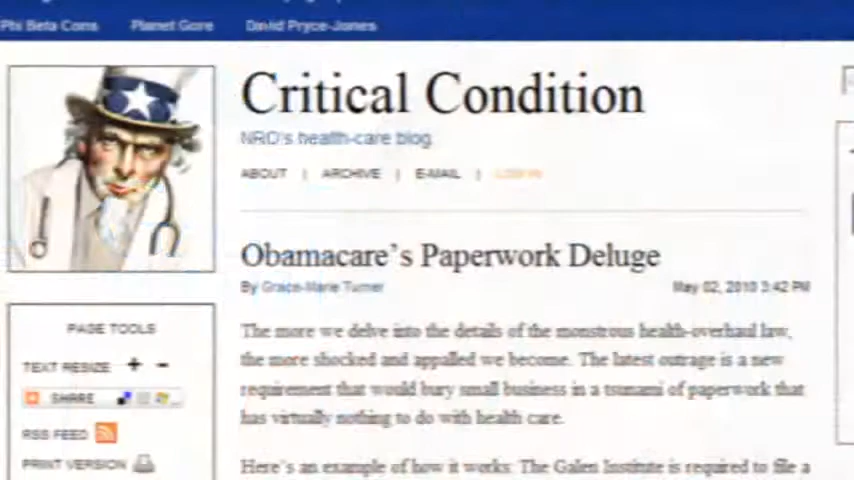 Phi Beta Cons Planet Gore David Pryce-Jones
Critical Condition
NRO's health-care blog
ABOUT | ARCHIVE | E-MAIL | LOG IN
Obamacare's Paperwork Deluge
By Grace-Marie Turner May 02, 2010 3:42 PM
The more we delve into the details of the monstrous health-overhaul law,
the more shocked and appalled we become. The latest outrage is a new
requirement that would bury small business in a tsunami of paperwork that
has virtually nothing to do with health care.
Here's an example of how it works: The Galen Institute is required to file a
PAGE TOOLS
TEXT RESIZE + -
SHARE
RSS FEED
PRINT VERSION